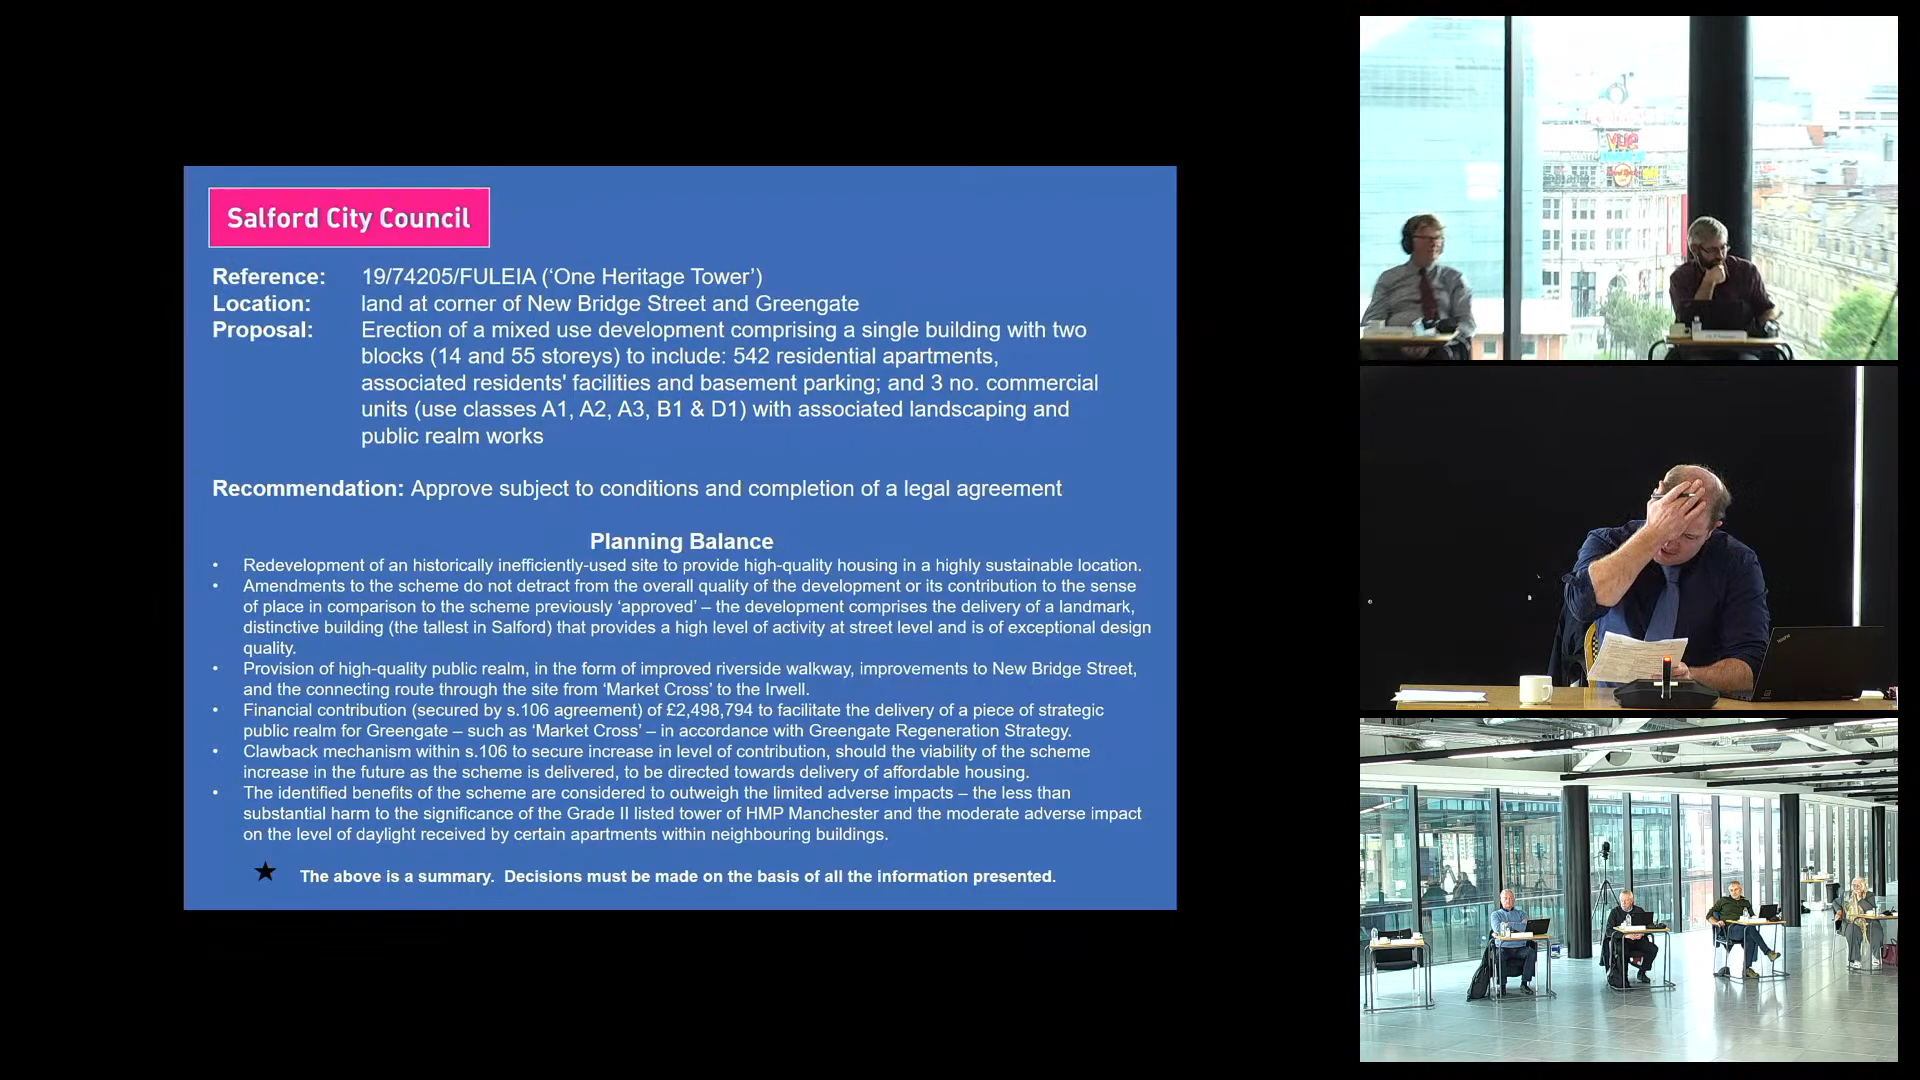 Salford City Council
Reference: 19/74205/FULEIA (‘One Heritage Tower’)
Location: land at corner of New Bridge Street and Greengate
Proposal: Erection of a mixed use development comprising a single building with two
blocks (14 and 55 storeys) to include: 542 residential apartments,
associated residents' facilities and basement parking; and 3 no. commercial
units (use classes A1, A2, A3, B1 & D1) with associated landscaping and
public realm works
Recommendation: Approve subject to conditions and completion of a legal agreement
Planning Balance
• Redevelopment of an historically inefficiently-used site to provide high-quality housing in a highly sustainable location.
• Amendments to the scheme do not detract from the overall quality of the development or its contribution to the sense
of place in comparison to the scheme previously ‘approved’ – the development comprises the delivery of a landmark,
distinctive building (the tallest in Salford) that provides a high level of activity at street level and is of exceptional design
quality.
• Provision of high-quality public realm, in the form of improved riverside walkway, improvements to New Bridge Street,
and the connecting route through the site from ‘Market Cross’ to the Irwell.
• Financial contribution (secured by s.106 agreement) of £2,498,794 to facilitate the delivery of a piece of strategic
public realm for Greengate – such as ‘Market Cross’ – in accordance with Greengate Regeneration Strategy.
• Clawback mechanism within s.106 to secure increase in level of contribution, should the viability of the scheme
increase in the future as the scheme is delivered, to be directed towards delivery of affordable housing.
• The identified benefits of the scheme are considered to outweigh the limited adverse impacts – the less than
substantial harm to the significance of the Grade II listed tower of HMP Manchester and the moderate adverse impact
on the level of daylight received by certain apartments within neighbouring buildings.
★ The above is a summary. Decisions must be made on the basis of all the information presented.
vue